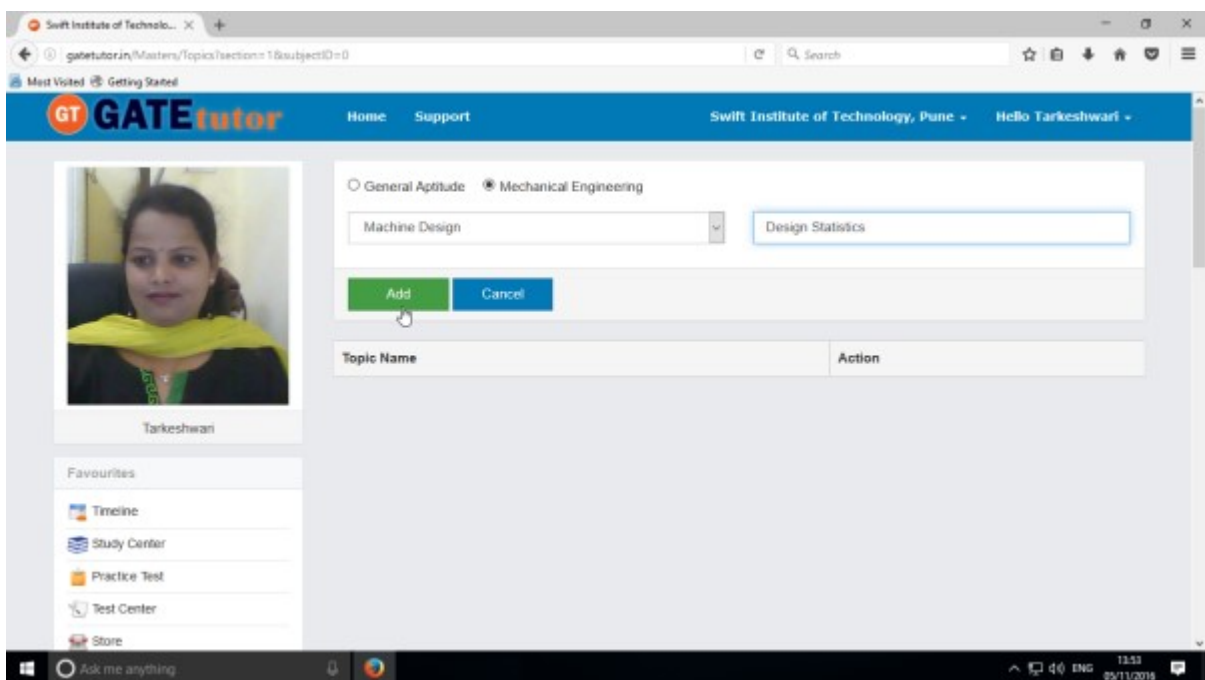 Swift Institute of Technolo...
gatetutor.in/Masters/Topics?section=1&subjectID=0
Search
Most Visited Getting Started
GT GATEtutor Home Support Swift Institute of Technology, Pune Hello Tarkeshwari
General Aptitude Mechanical Engineering
Machine Design Design Statistics
Add Cancel
Topic Name Action
Tarkeshwari
Favourites
Timeline
Study Center
Practice Test
Test Center
Store
Ask me anything ENG 13:53
05/11/2016